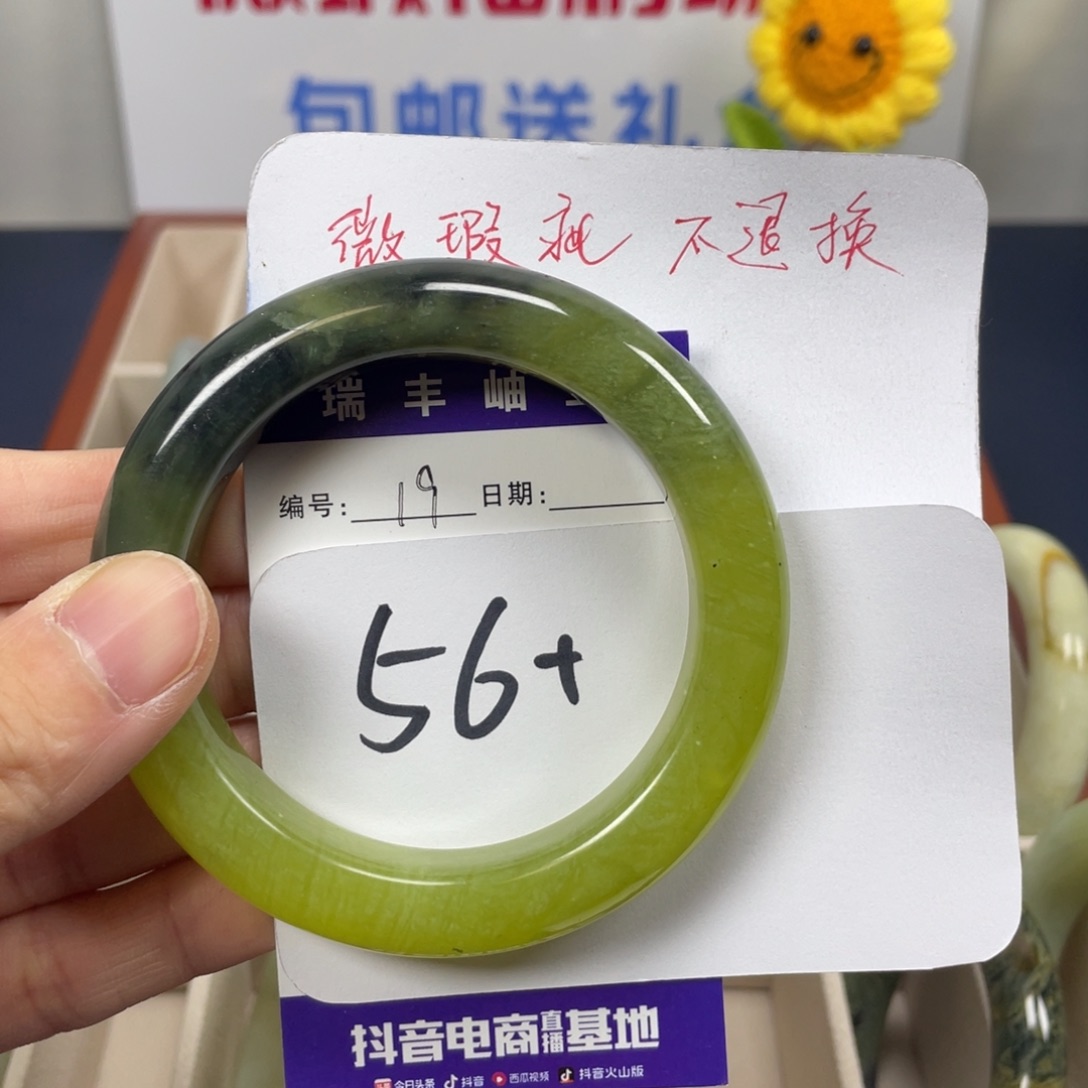 包邮送礼
微瑕疵 不退换
瑞丰岫
编号: 19 日期:
56+
抖音电商直播基地
今日头条 抖音 西瓜视频 抖音火山版